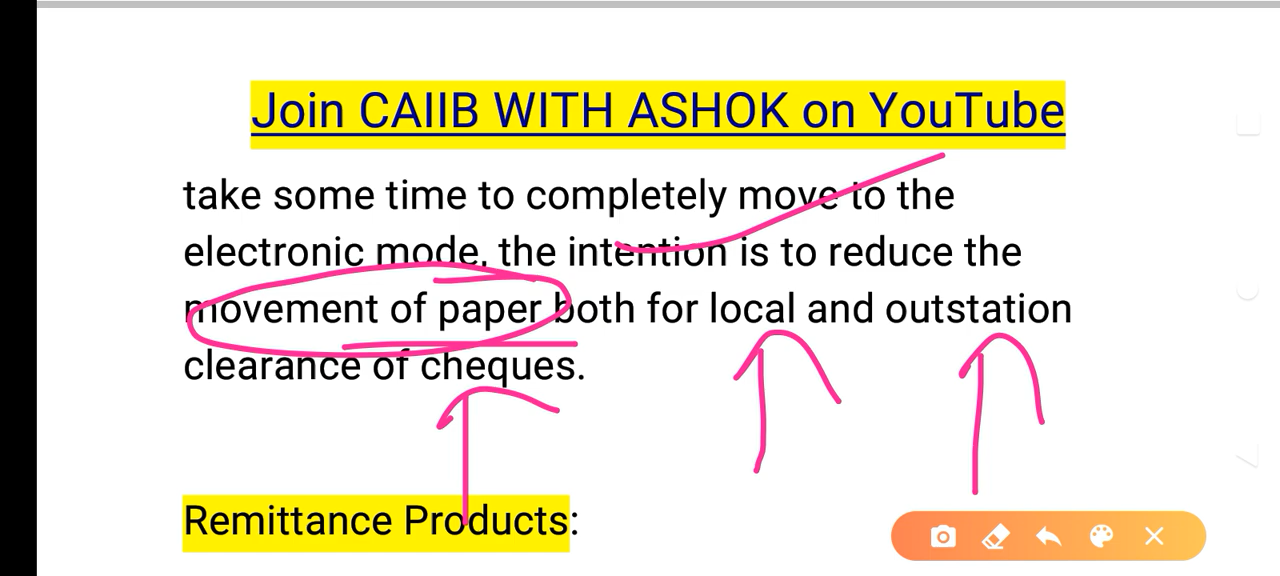 Join CAIIB WITH ASHOK on YouTube
take some time to completely move to the
electronic mode, the intention is to reduce the
movement of paper both for local and outstation
clearance of cheques.
Remittance Products: